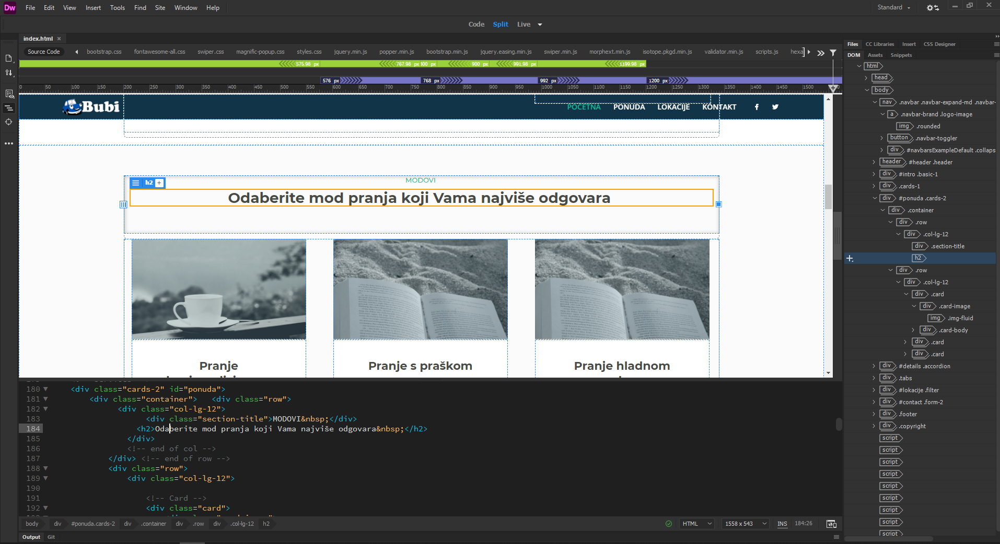 Dw File Edit View Insert Tools Find Site Window Help Standard
Code Split Live
index.html
Source Code bootstrap.css fontawesome-all.css swiper.css magnific-popup.css styles.css jquery.min.js popper.min.js bootstrap.min.js jquery.easing.min.js swiper.min.js morphext.min.js isotope.pkgd.min.js validator.min.js scripts.js hexa
575.98 px 767.98 px 800 px 900 px 991.98 px 1199.98 px
576 px 768 px 992 px 1200 px
0 50 100 150 200 250 300 350 400 450 500 550 600 650 700 750 800 850 900 950 1000 1050 1100 1150 1200 1250 1300 1350 1400 1450 1500
Bubi POCETNA PONUDA LOKACIJE KONTAKT
h2 +
MODOVI
Odaberite mod pranja koji Vama najviše odgovara
Pranje
Pranje s praškom
Pranje hladnom
180 <div class="cards-2" id="ponuda">
181 <div class="container"> <div class="row">
182 <div class="col-lg-12">
183 <div class="section-title">MODOVI&nbsp;</div>
184 <h2>Odaberite mod pranja koji Vama najviše odgovara&nbsp;</h2>
185 </div>
186 <!-- end of col -->
187 </div> <!-- end of row -->
188 <div class="row">
189 <div class="col-lg-12">
190
191 <!-- Card -->
192 <div class="card">
body div #ponuda.cards-2 div .container div .row div .col-lg-12 h2 HTML 1558 x 543 INS 184:26
Output Git
Files CC Libraries Insert CSS Designer
DOM Assets Snippets
html
head
body
nav .navbar .navbar-expand-md .navbar-
a .navbar-brand .logo-image
img .rounded
button .navbar-toggler
div #navbarsExampleDefault .collaps
header #header .header
div #intro .basic-1
div .cards-1
div #ponuda .cards-2
div .container
div .row
div .col-lg-12
div .section-title
h2
div .row
div .col-lg-12
div .card
div .card-image
img .img-fluid
div .card-body
div .card
div .card
div #details .accordion
div .tabs
div #lokacije .filter
div #contact .form-2
div .footer
div .copyright
script
script
script
script
script
script
script
script
script